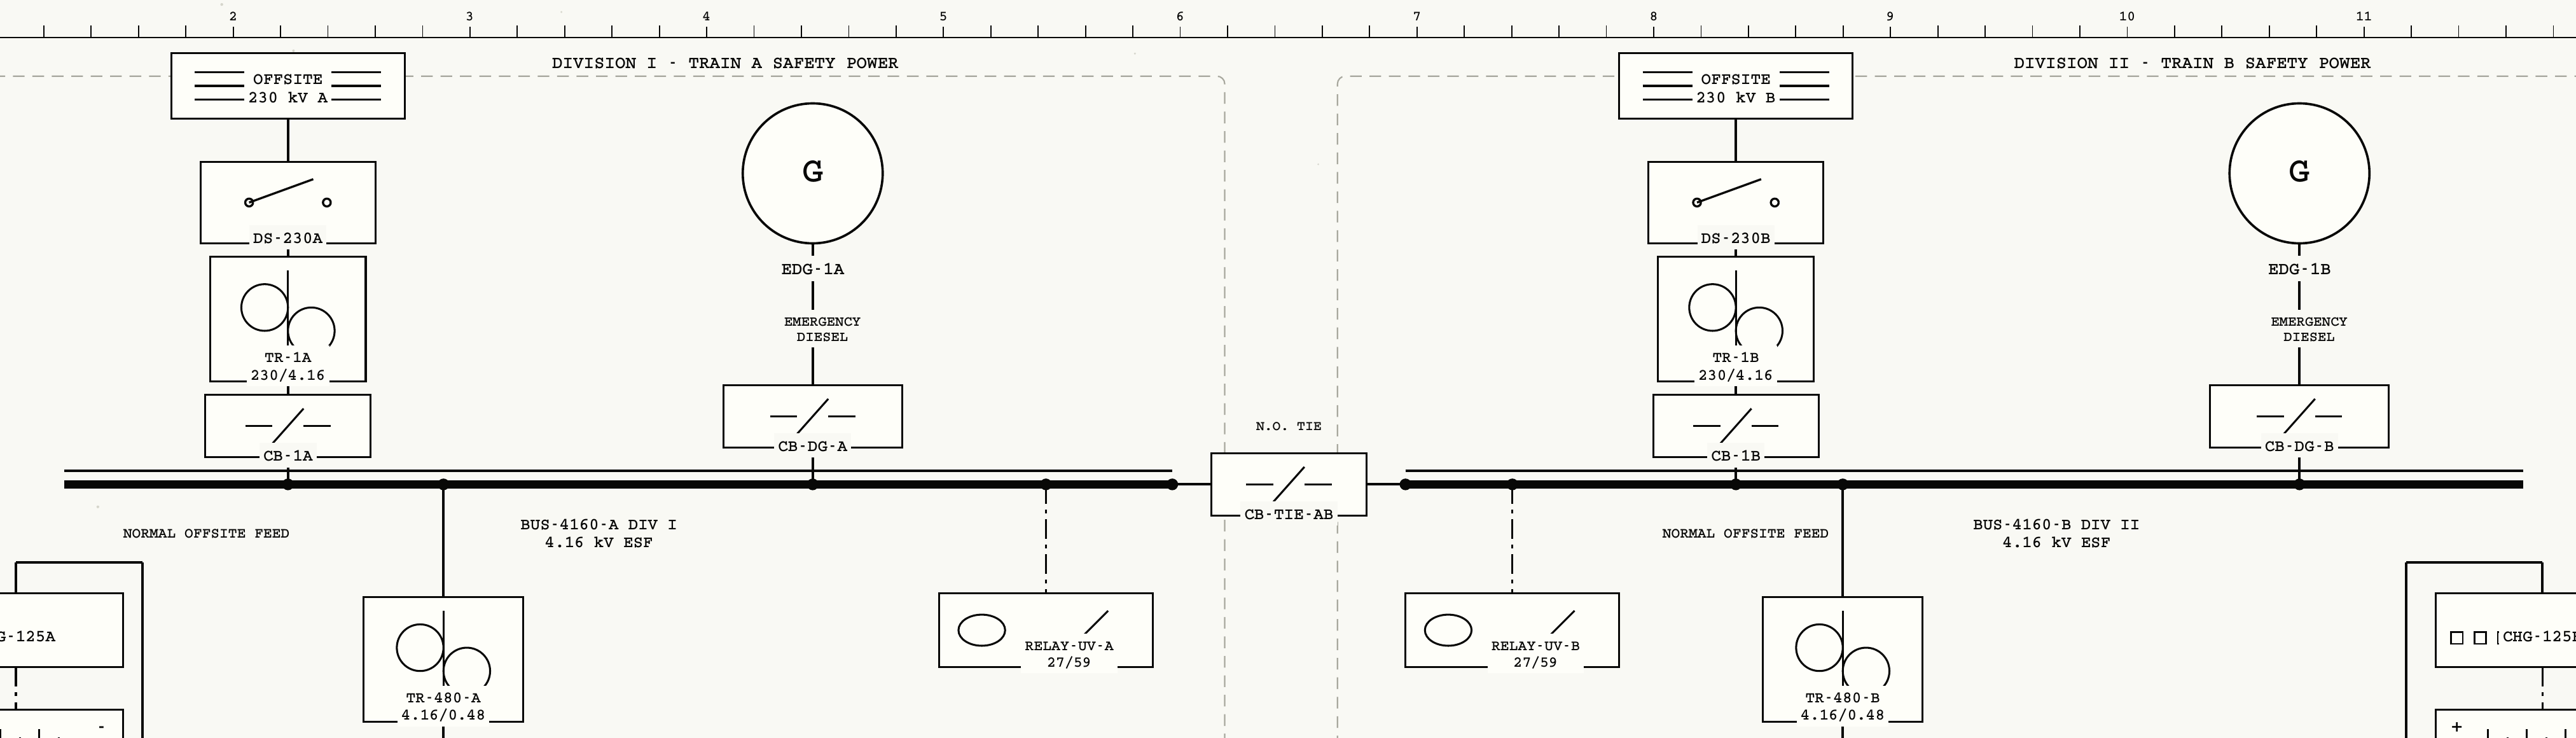 2
3
4
5
6
7
8
9
10
11
DIVISION I - TRAIN A SAFETY POWER
DIVISION II - TRAIN B SAFETY POWER
OFFSITE
230 kV A
OFFSITE
230 kV B
G
G
DS-230A
DS-230B
EDG-1A
EDG-1B
EMERGENCY
DIESEL
EMERGENCY
DIESEL
TR-1A
230/4.16
TR-1B
230/4.16
CB-1A
CB-DG-A
N.O. TIE
CB-1B
CB-DG-B
CB-TIE-AB
NORMAL OFFSITE FEED
BUS-4160-A DIV I
4.16 kV ESF
NORMAL OFFSITE FEED
BUS-4160-B DIV II
4.16 kV ESF
G-125A
RELAY-UV-A
27/59
RELAY-UV-B
27/59
CHG-125
TR-480-A
4.16/0.48
TR-480-B
4.16/0.48
-
+